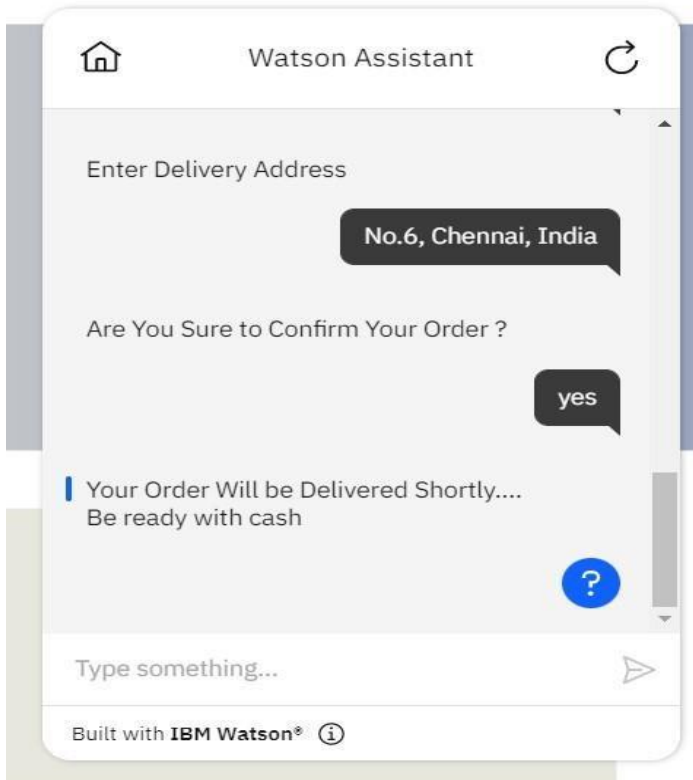 Watson Assistant
Enter Delivery Address
No.6, Chennai, India
Are You Sure to Confirm Your Order ?
yes
Your Order Will be Delivered Shortly....
Be ready with cash
?
Type something...
Built with IBM Watson®